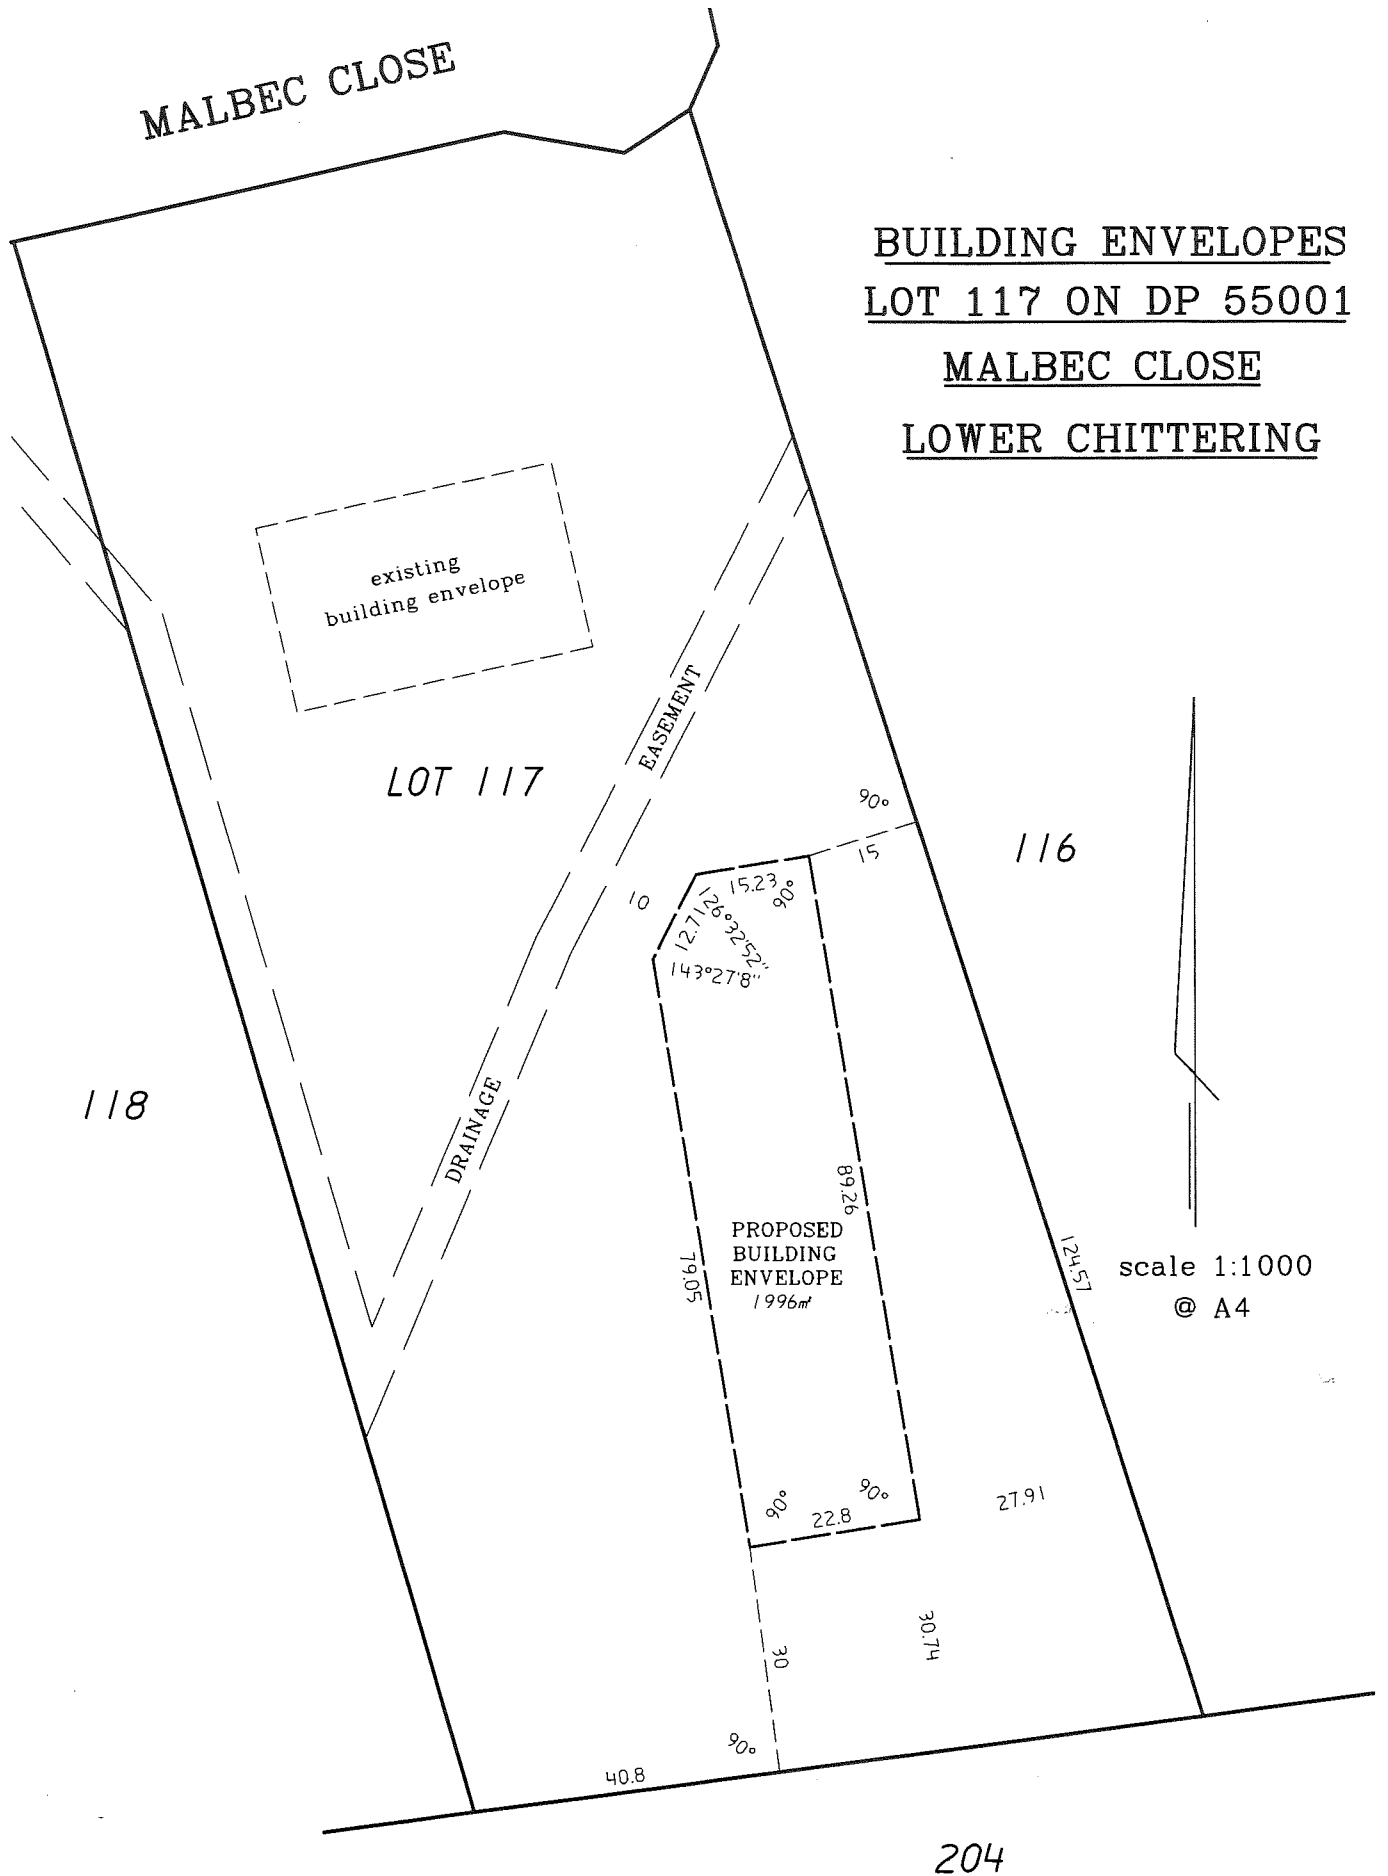 MALBEC CLOSE
BUILDING ENVELOPES
LOT 117 ON DP 55001
MALBEC CLOSE
LOWER CHITTERING
existing
building envelope
EASEMENT
LOT 117
90°
15
116
10
15.23
90°
12.71
126°32'52"
143°27'8"
118
DRAINAGE
89.26
79.05
PROPOSED
BUILDING
ENVELOPE
1996m²
124.57
scale 1:1000
@ A4
90°
90°
22.8
27.91
30
30.74
90°
40.8
204